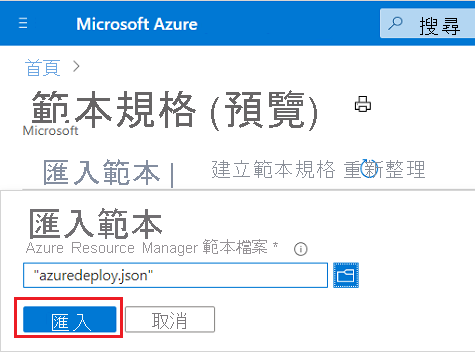 Microsoft Azure
搜尋
首頁
範本規格 (預覽)
Microsoft
匯入範本 | 建立範本規格 重新整理
匯入範本
Azure Resource Manager 範本檔案 *
"azuredeploy.json"
匯入 取消